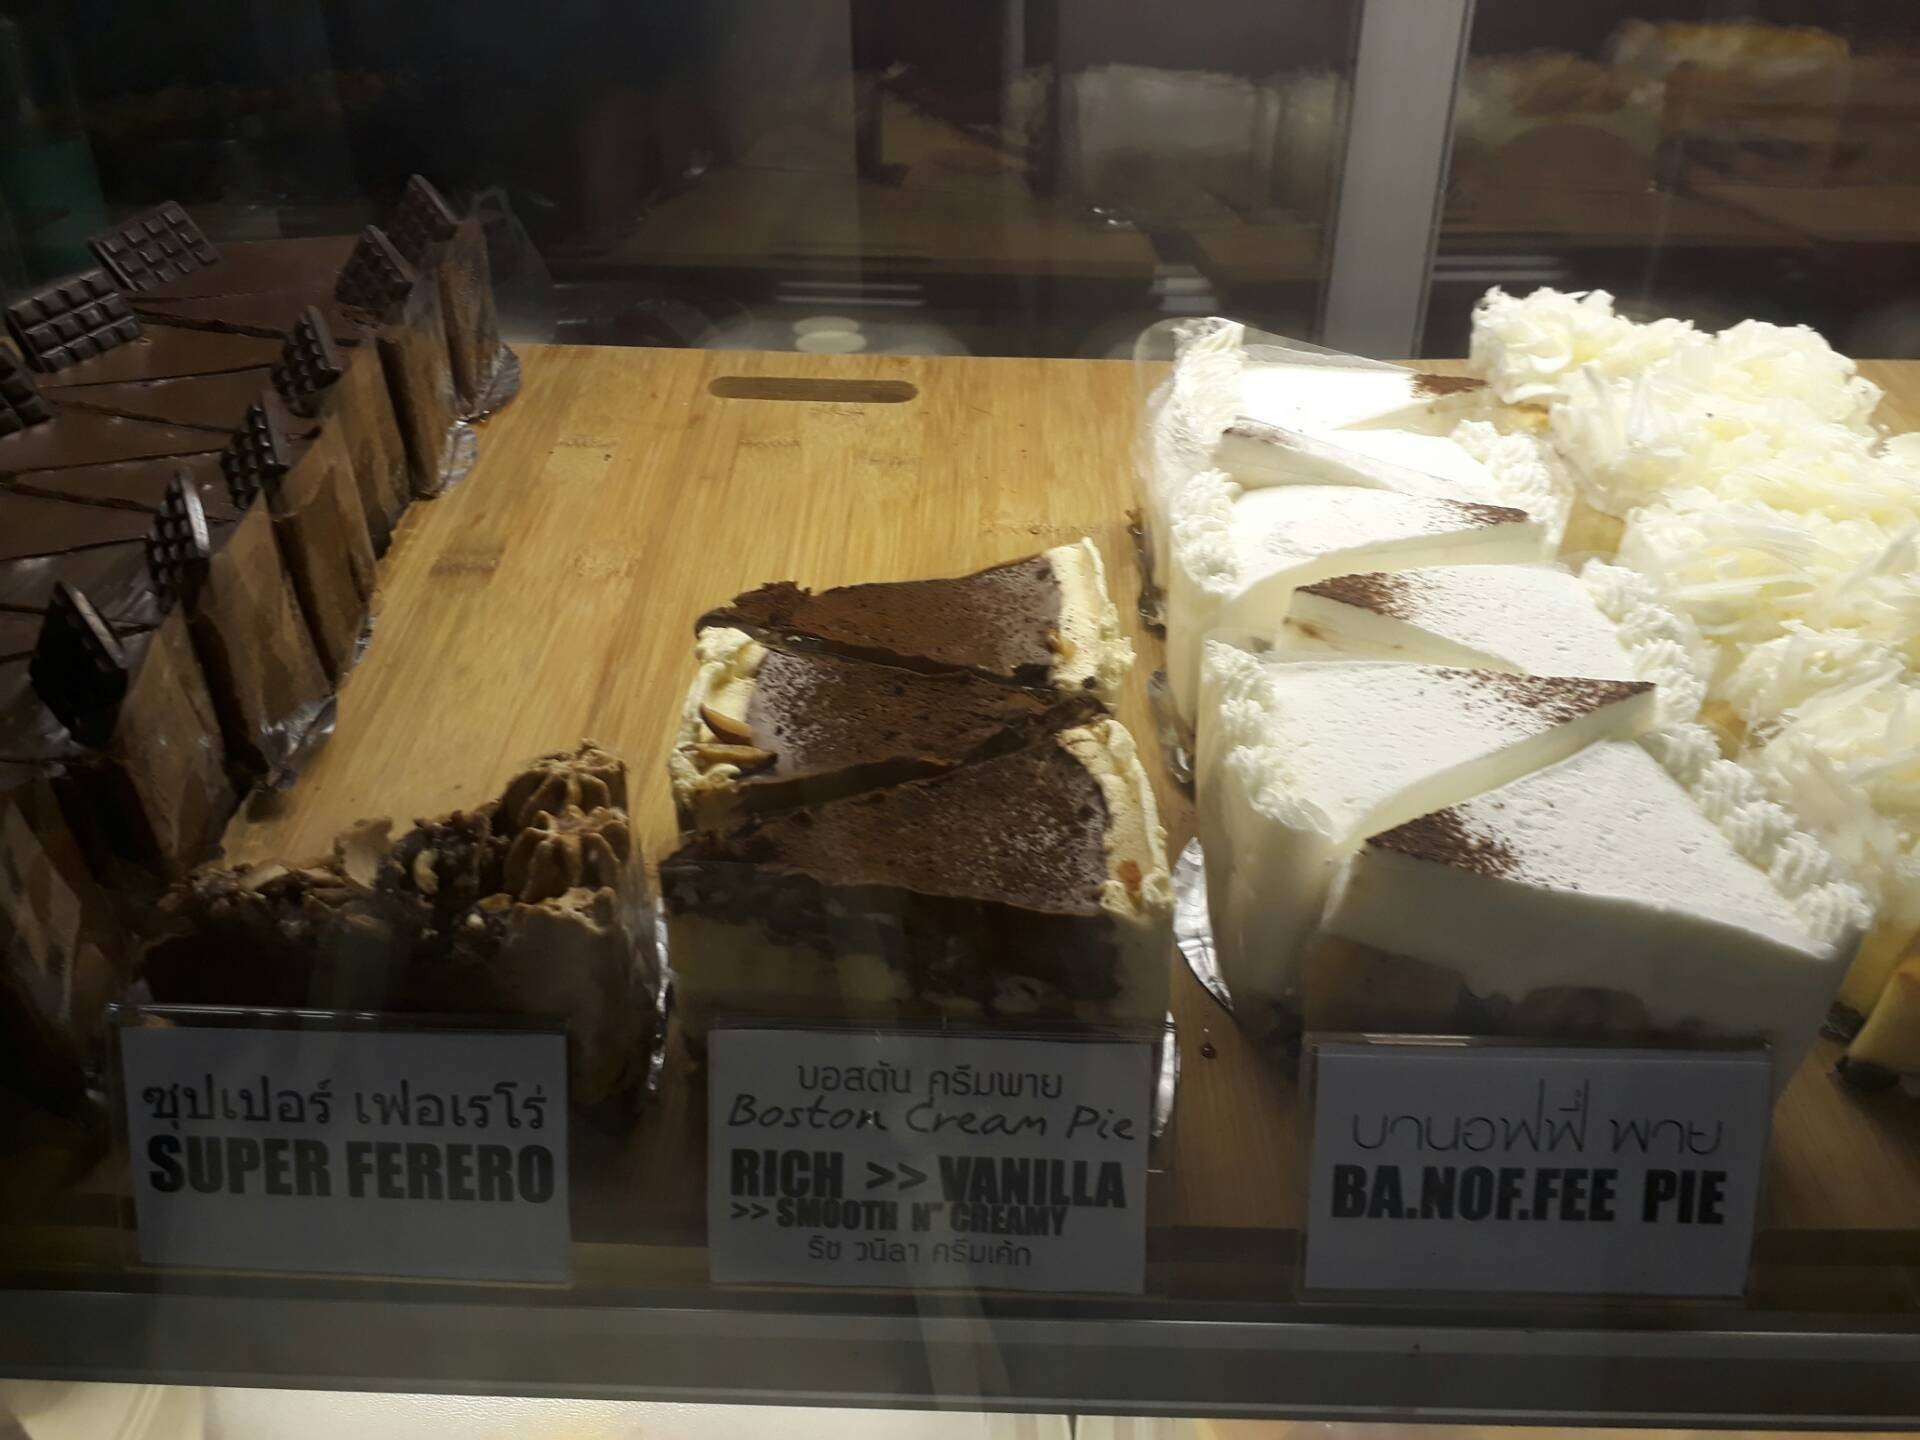 ซุปเปอร์ เฟอเรโร่
SUPER FERERO
บอสตัน ครีมพาย
Boston Cream Pie
RICH >> VANILLA
>> SMOOTH N" CREAMY
ริช วนิลา ครีมเค้ก
บานอฟฟี่ พาย
BA.NOF.FEE PIE